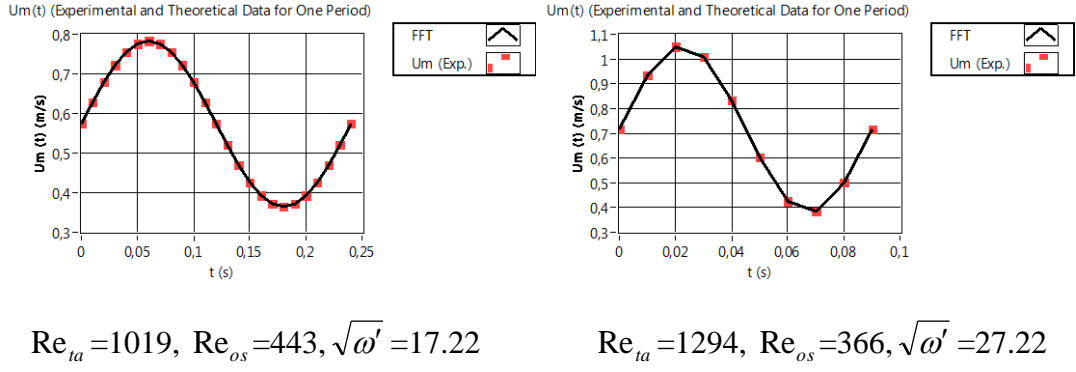 Um(t) (Experimental and Theoretical Data for One Period)
0,8
0,7
0,6
0,5
0,4
0,3
Um (t) (m/s)
0
0,05
0,1
0,15
0,2
0,25
t (s)
FFT
Um (Exp.)
Re_ta =1019, Re_os =443, √ω′ =17.22
Um(t) (Experimental and Theoretical Data for One Period)
1,1
1
0,9
0,8
0,7
0,6
0,5
0,4
0,3
Um (t) (m/s)
0
0,02
0,04
0,06
0,08
0,1
t (s)
FFT
Um (Exp.)
Re_ta =1294, Re_os =366, √ω′ =27.22